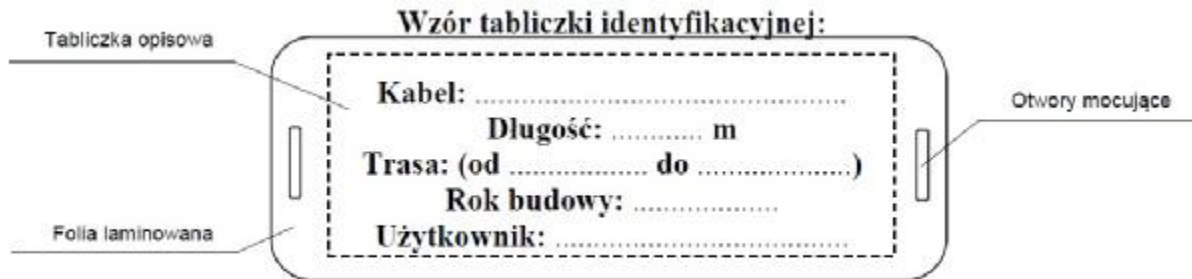 Wzór tabliczki identyfikacyjnej:
Tabliczka opisowa
Kabel: ..............................................
Długość: ............ m
Otwory mocujące
Trasa: (od .................. do ....................)
Rok budowy: ..................
Folia laminowana
Użytkownik: ......................................